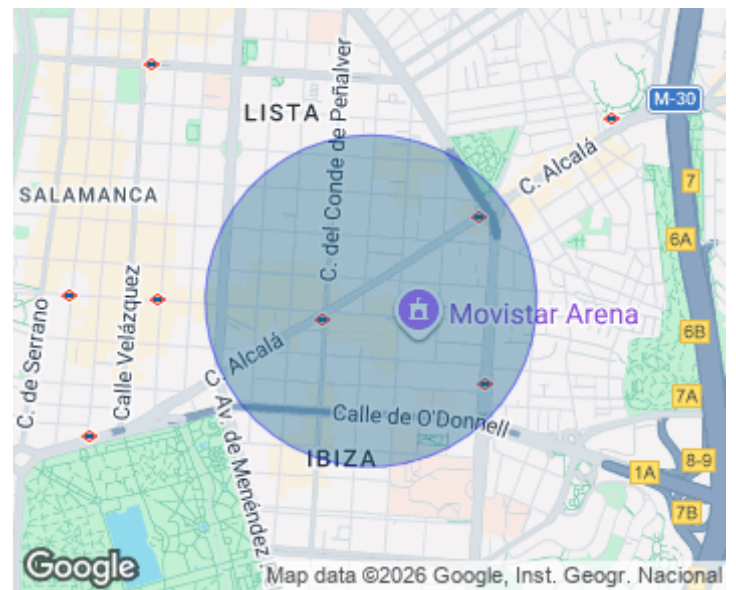 LISTA
C. del Conde de Peñalver
M-30
C. Alcalá
7
SALAMANCA
6A
Calle Velázquez
C. de Serrano
Movistar Arena
6B
Alcalá
C.
7A
Calle de O'Donnell
C. Av. de Menéndez
IBIZA
8-9
1A
7B
Google
Map data ©2026 Google, Inst. Geogr. Nacional